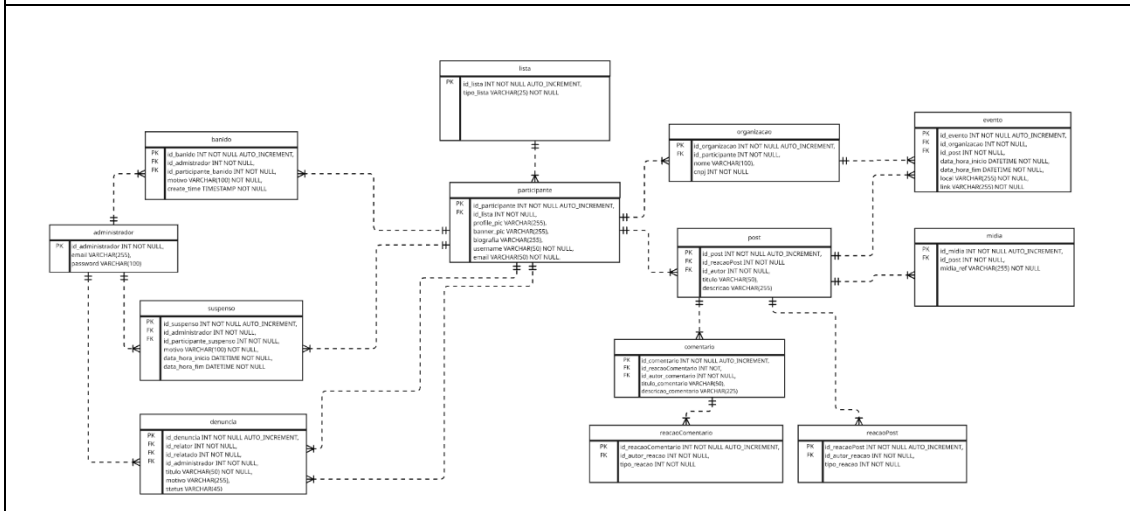 lista
PK
id_lista INT NOT NULL AUTO_INCREMENT,
tipo_lista VARCHAR(25) NOT NULL
banido
PK
FK
FK
id_banido INT NOT NULL AUTO_INCREMENT,
id_administrador INT NOT NULL,
id_participante_banido INT NOT NULL,
motivo VARCHAR(100) NOT NULL,
create_time TIMESTAMP NOT NULL
organizacao
PK
FK
id_organizacao INT NOT NULL AUTO_INCREMENT,
id_participante INT NOT NULL,
nome VARCHAR(100),
cnpj INT NOT NULL
evento
PK
FK
FK
id_evento INT NOT NULL AUTO_INCREMENT,
id_organizacao INT NOT NULL,
id_post INT NOT NULL,
data_hora_inicio DATETIME NOT NULL,
data_hora_fim DATETIME NOT NULL,
local VARCHAR(255) NOT NULL,
link VARCHAR(255) NOT NULL
participante
PK
FK
id_participante INT NOT NULL AUTO_INCREMENT,
id_lista INT NOT NULL,
profile_pic VARCHAR(255),
banner_pic VARCHAR(255),
biografia VARCHAR(255),
username VARCHAR(50) NOT NULL,
email VARCHAR(50) NOT NULL,
administrador
PK
id_administrador INT NOT NULL,
email VARCHAR(255),
password VARCHAR(100)
post
PK
FK
FK
id_post INT NOT NULL AUTO_INCREMENT,
id_reacaoPost INT NOT NULL
id_autor INT NOT NULL,
titulo VARCHAR(50),
descricao VARCHAR(255)
midia
PK
FK
id_midia INT NOT NULL AUTO_INCREMENT,
id_post INT NOT NULL,
midia_ref VARCHAR(255) NOT NULL
suspenso
PK
FK
FK
id_suspenso INT NOT NULL AUTO_INCREMENT,
id_administrador INT NOT NULL,
id_participante_suspenso INT NOT NULL,
motivo VARCHAR(100) NOT NULL,
data_hora_inicio DATETIME NOT NULL,
data_hora_fim DATETIME NOT NULL
comentario
PK
FK
FK
id_comentario INT NOT NULL AUTO_INCREMENT,
id_reacaoComentario INT NOT,
id_autor_comentario INT NOT NULL,
titulo_comentario VARCHAR(50),
descricao_comentario VARCHAR(225)
denuncia
PK
FK
FK
FK
id_denuncia INT NOT NULL AUTO_INCREMENT,
id_relator INT NOT NULL,
id_relatado INT NOT NULL,
id_administrador INT NOT NULL,
titulo VARCHAR(50) NOT NULL,
motivo VARCHAR(255),
status VARCHAR(45)
reacaoComentario
PK
FK
id_reacaoComentario INT NOT NULL AUTO_INCREMENT,
id_autor_reacao INT NOT NULL,
tipo_reacao INT NOT NULL
reacaoPost
PK
FK
id_reacaoPost INT NOT NULL AUTO_INCREMENT,
id_autor_reacao INT NOT NULL,
tipo_reacao INT NOT NULL